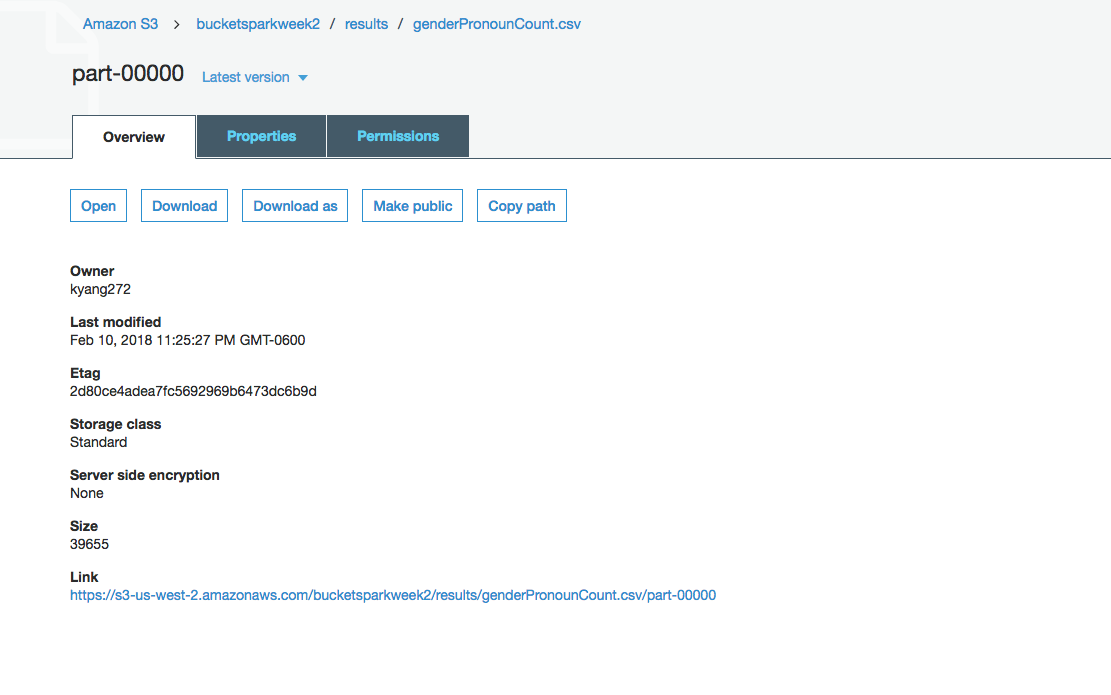 Amazon S3 > bucketsparkweek2 / results / genderPronounCount.csv
part-00000 Latest version
Overview Properties Permissions
Open Download Download as Make public Copy path
Owner
kyang272
Last modified
Feb 10, 2018 11:25:27 PM GMT-0600
Etag
2d80ce4adea7fc5692969b6473dc6b9d
Storage class
Standard
Server side encryption
None
Size
39655
Link
https://s3-us-west-2.amazonaws.com/bucketsparkweek2/results/genderPronounCount.csv/part-00000